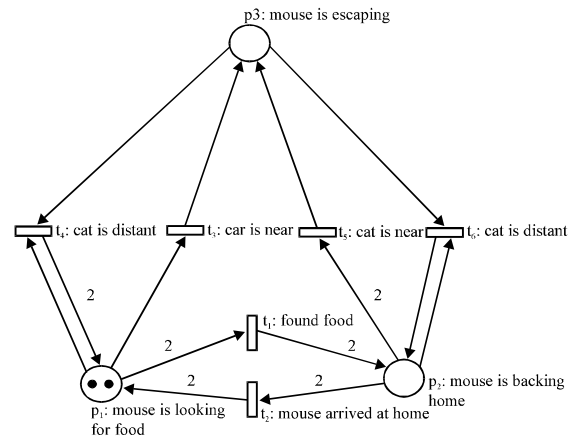 p3: mouse is escaping
t₄: cat is distant
t₃: car is near
t₅: cat is near
t₆: cat is distant
2
2
t₁: found food
2
2
2
2
p₁: mouse is looking
for food
t₂: mouse arrived at home
p₂: mouse is backing
home